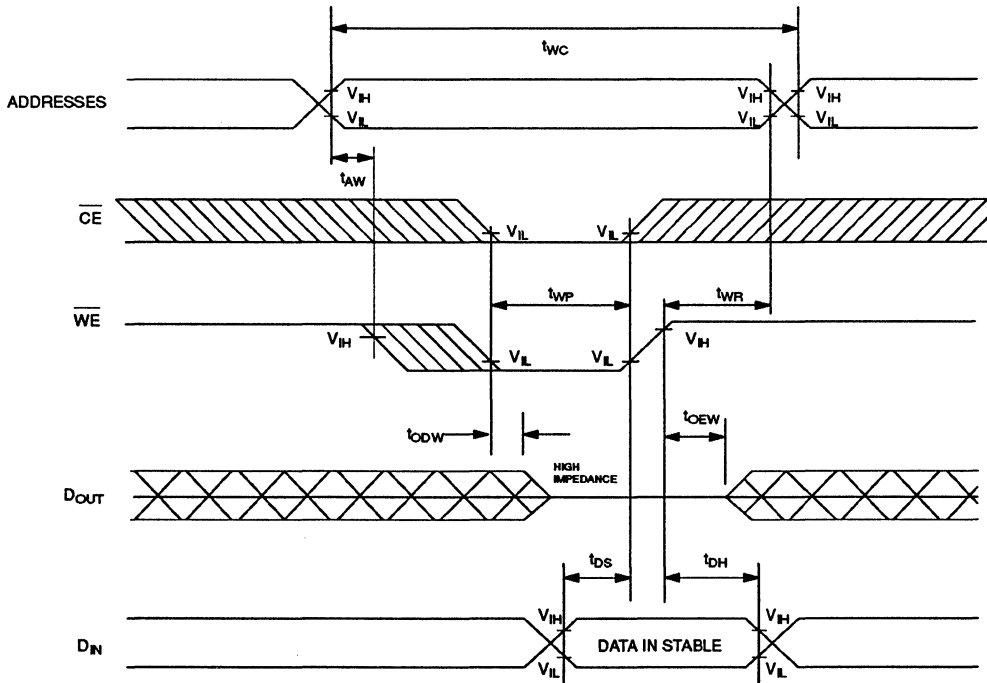 tWC
ADDRESSES
VIH
VIL
VIH
VIL
VIH
VIL
tAW
CE
VIL
VIL
tWP
tWR
WE
VIH
VIL
VIL
VIH
tODW
tOEW
HIGH
IMPEDANCE
DOUT
tDS
tDH
VIH
VIH
DIN
DATA IN STABLE
VIL
VIL